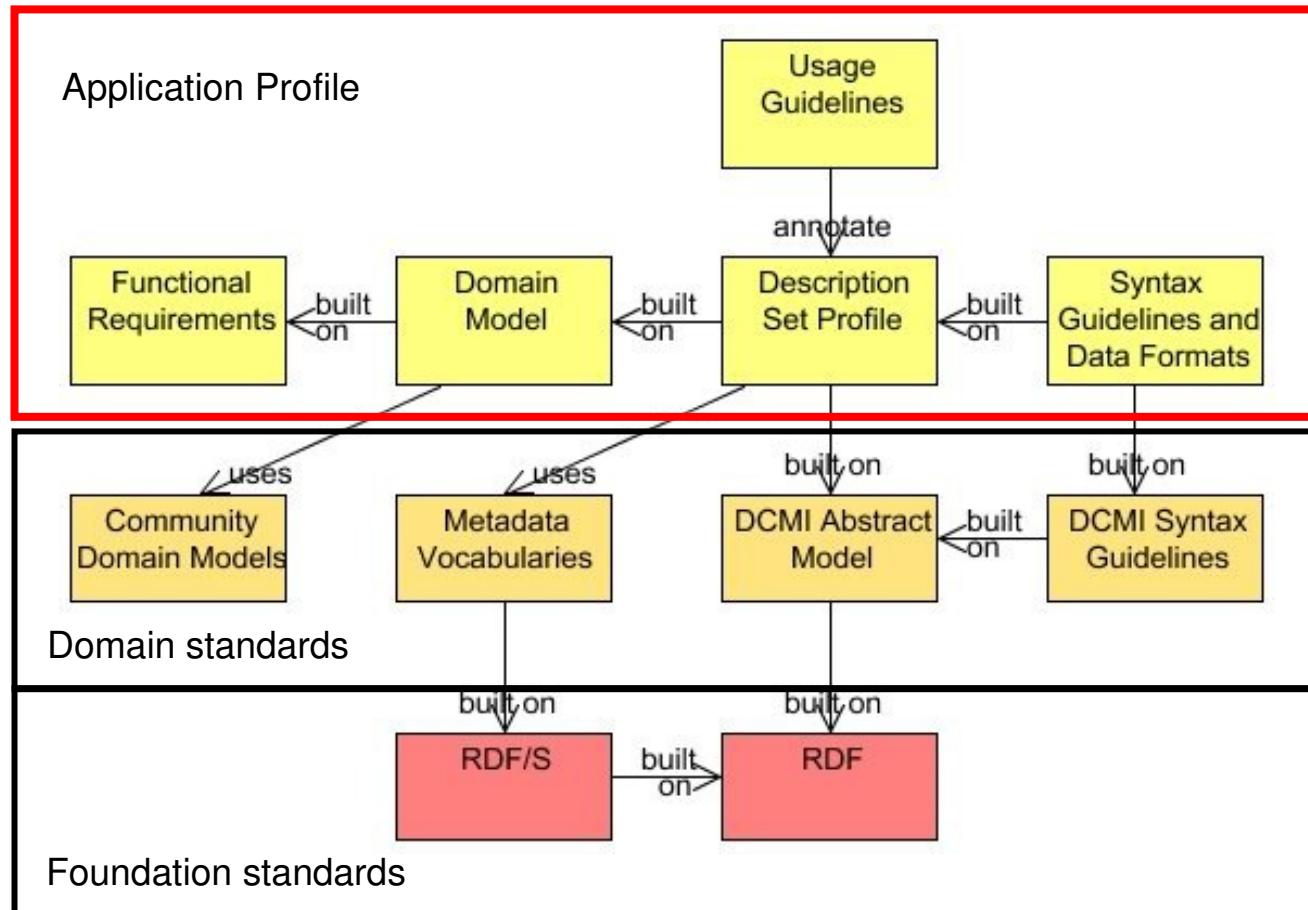 Application Profile
Usage
Guidelines
annotate
Functional
Requirements
built
on
Domain
Model
built
on
Description
Set Profile
built
on
Syntax
Guidelines and
Data Formats
uses
uses
built on
built on
Community
Domain Models
Metadata
Vocabularies
DCMI Abstract
Model
built
on
DCMI Syntax
Guidelines
Domain standards
built on
built on
RDF/S
built
on
RDF
Foundation standards